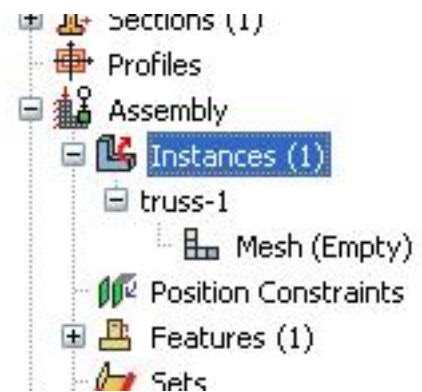 Sections (1)
Profiles
Assembly
Instances (1)
truss-1
Mesh (Empty)
Position Constraints
Features (1)
Sets